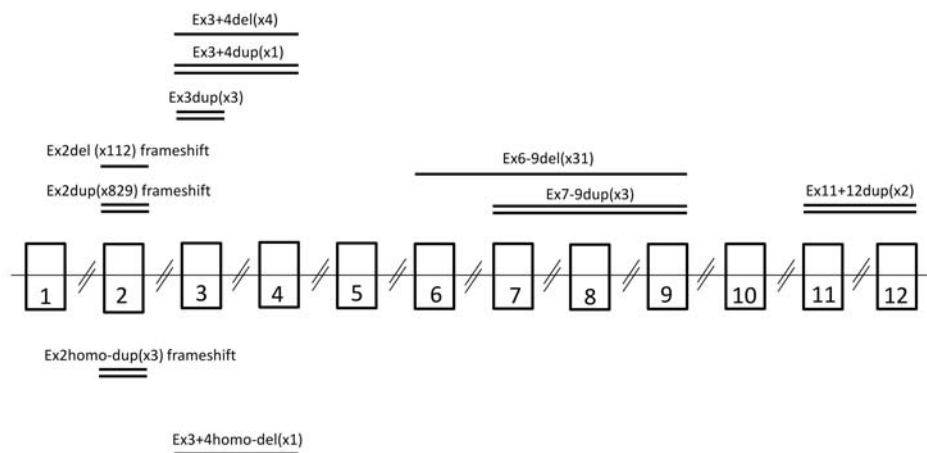 Ex3+4del(x4)
Ex3+4dup(x1)
Ex3dup(x3)
Ex2del (x112) frameshift
Ex6-9del(x31)
Ex2dup(x829) frameshift
Ex7-9dup(x3)
Ex11+12dup(x2)
1 2 3 4 5 6 7 8 9 10 11 12
Ex2homo-dup(x3) frameshift
Ex3+4homo-del(x1)